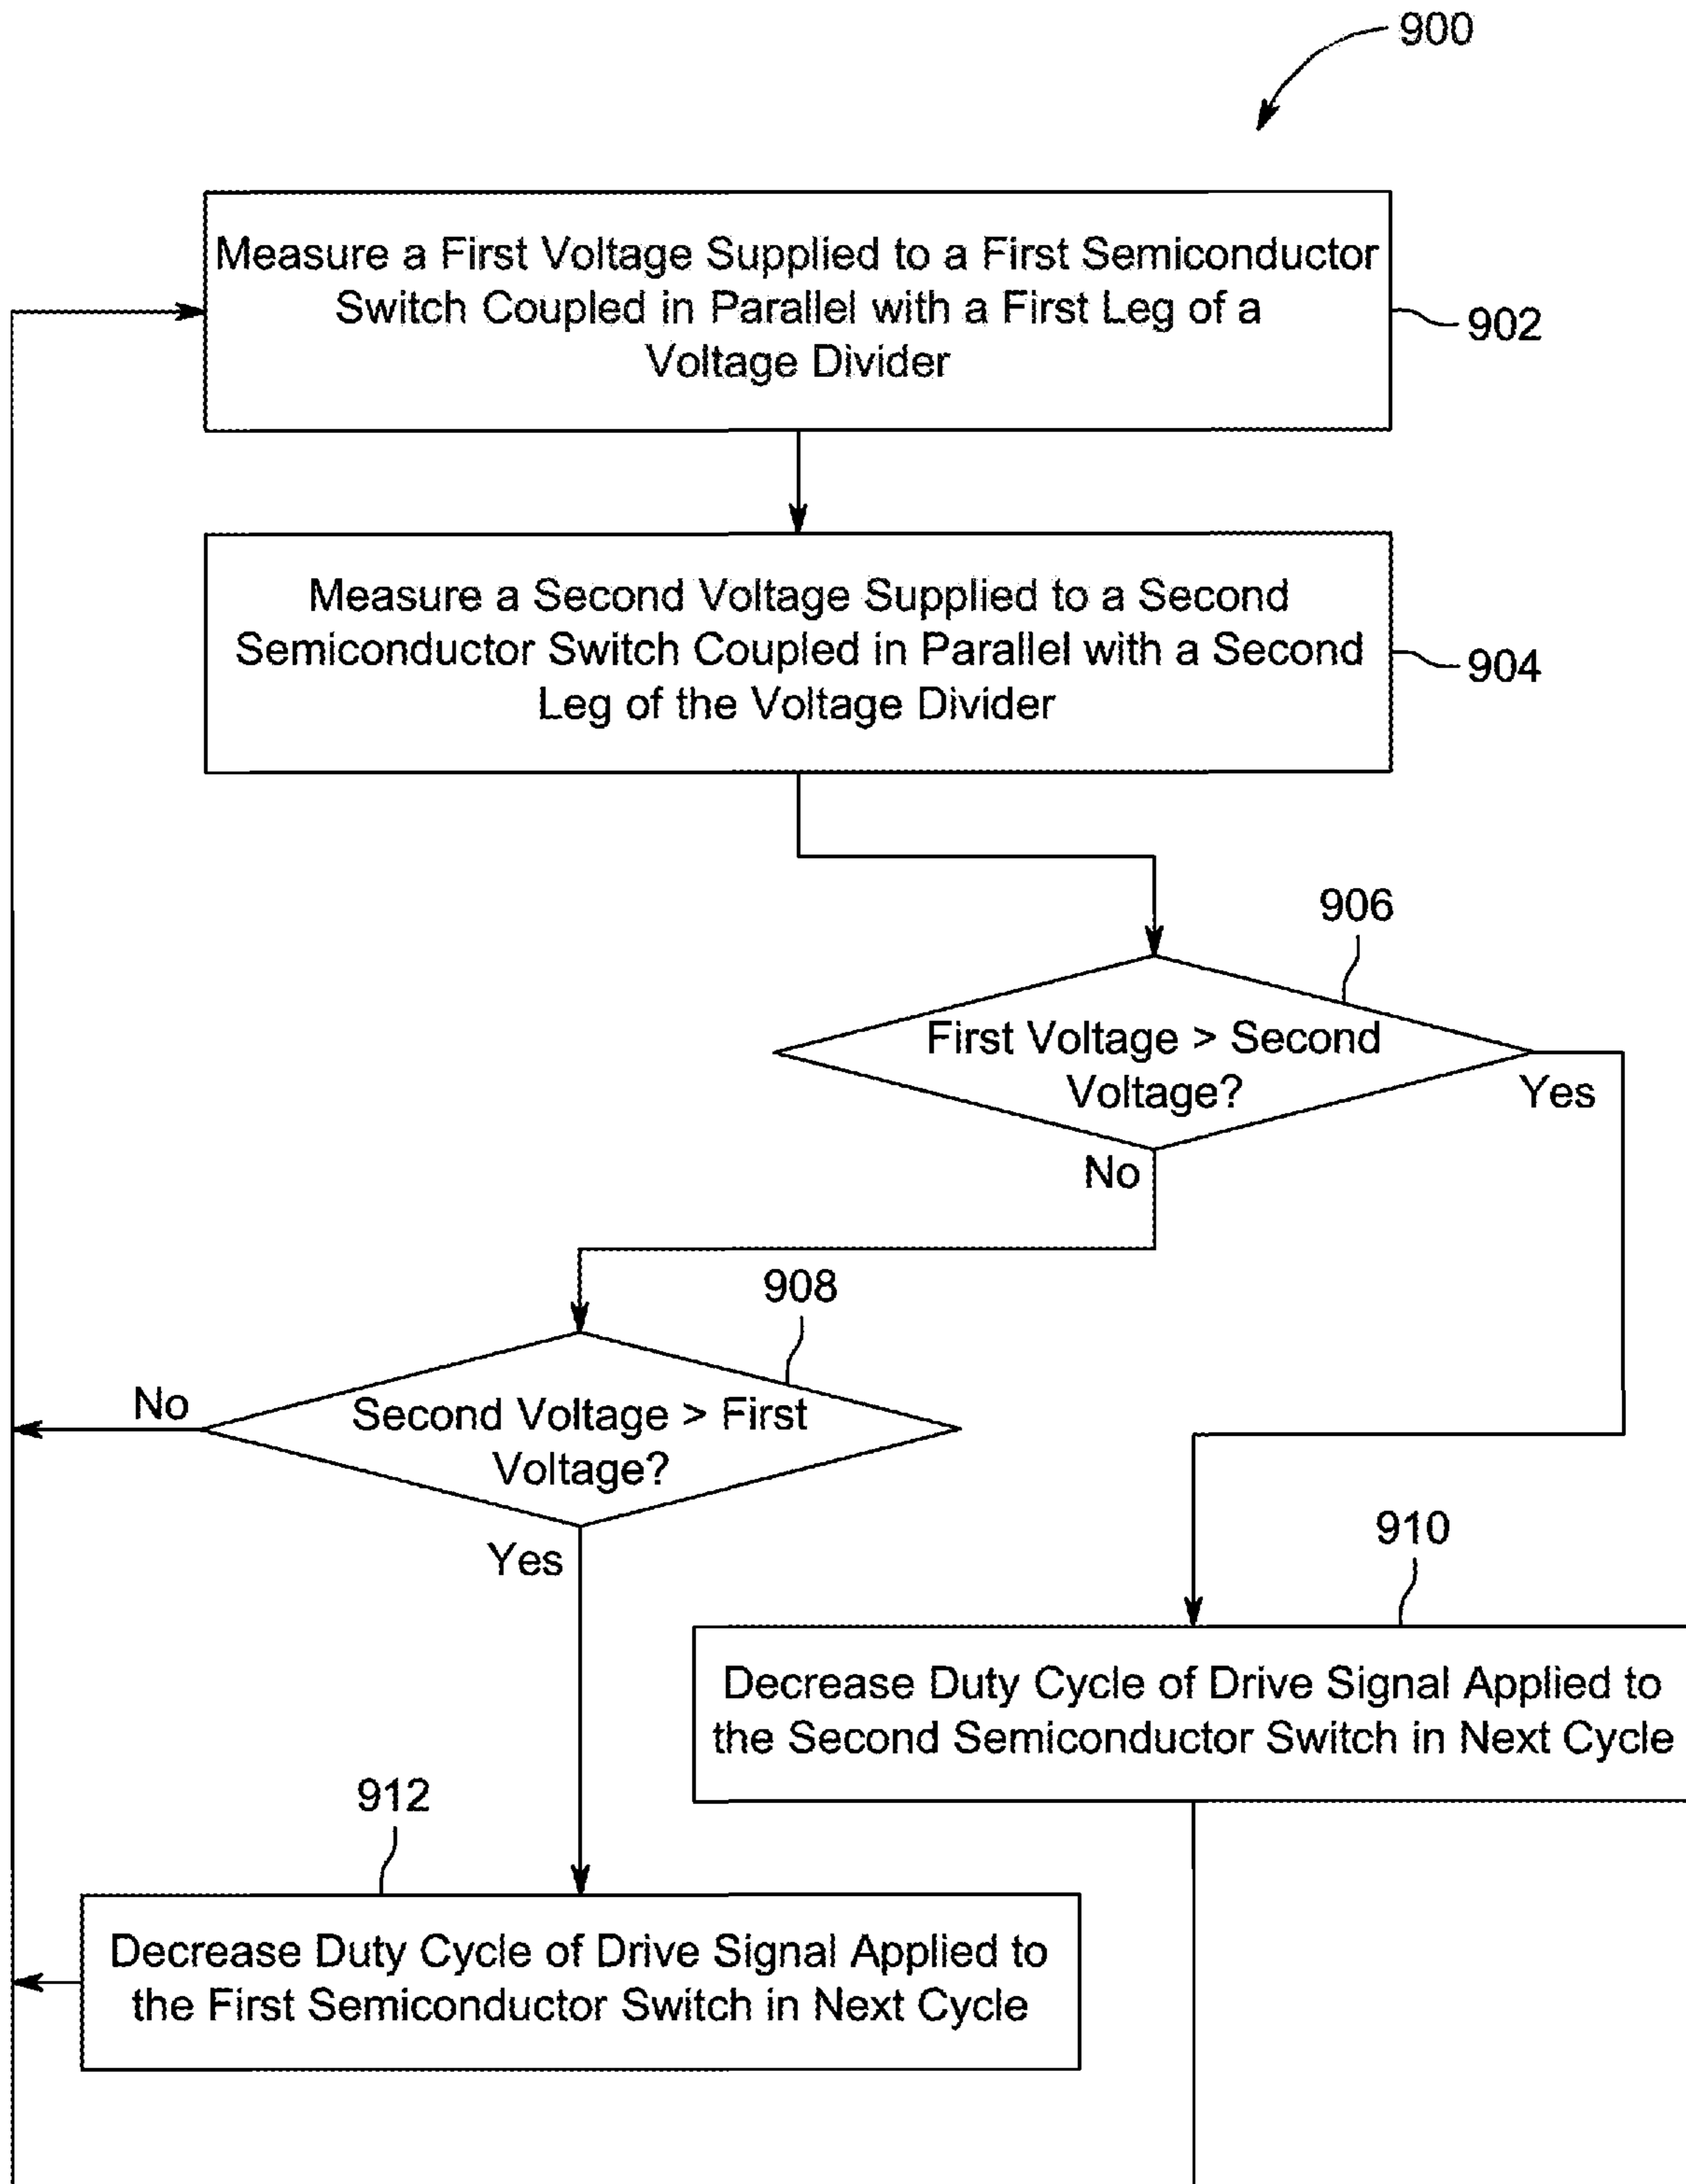 900
Measure a First Voltage Supplied to a First Semiconductor
Switch Coupled in Parallel with a First Leg of a
Voltage Divider
902
Measure a Second Voltage Supplied to a Second
Semiconductor Switch Coupled in Parallel with a Second
Leg of the Voltage Divider
904
906
First Voltage > Second
Voltage?
Yes
No
908
No
Second Voltage > First
Voltage?
Yes
910
Decrease Duty Cycle of Drive Signal Applied to
the Second Semiconductor Switch in Next Cycle
912
Decrease Duty Cycle of Drive Signal Applied to
the First Semiconductor Switch in Next Cycle